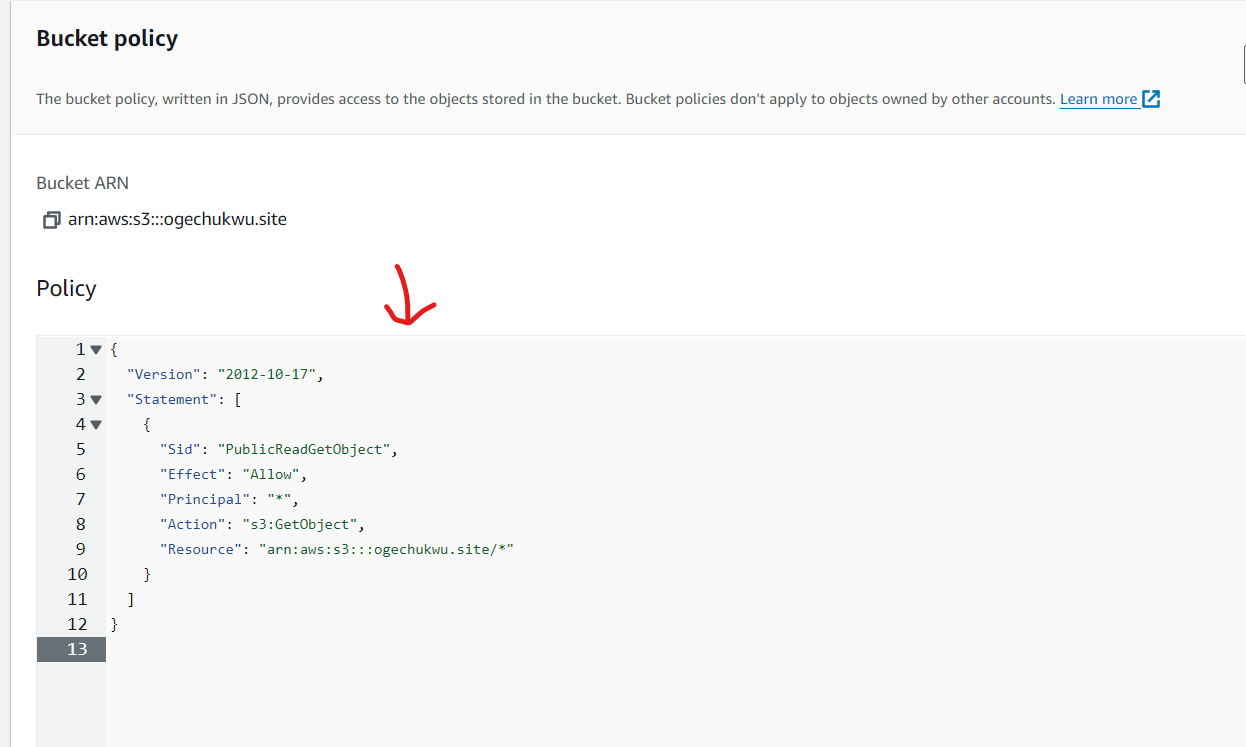 Bucket policy
The bucket policy, written in JSON, provides access to the objects stored in the bucket. Bucket policies don't apply to objects owned by other accounts. Learn more
Bucket ARN
arn:aws:s3:::ogechukwu.site
Policy
1 {
2 "Version": "2012-10-17",
3 "Statement": [
4 {
5 "Sid": "PublicReadGetObject",
6 "Effect": "Allow",
7 "Principal": "*",
8 "Action": "s3:GetObject",
9 "Resource": "arn:aws:s3:::ogechukwu.site/*"
10 }
11 ]
12 }
13